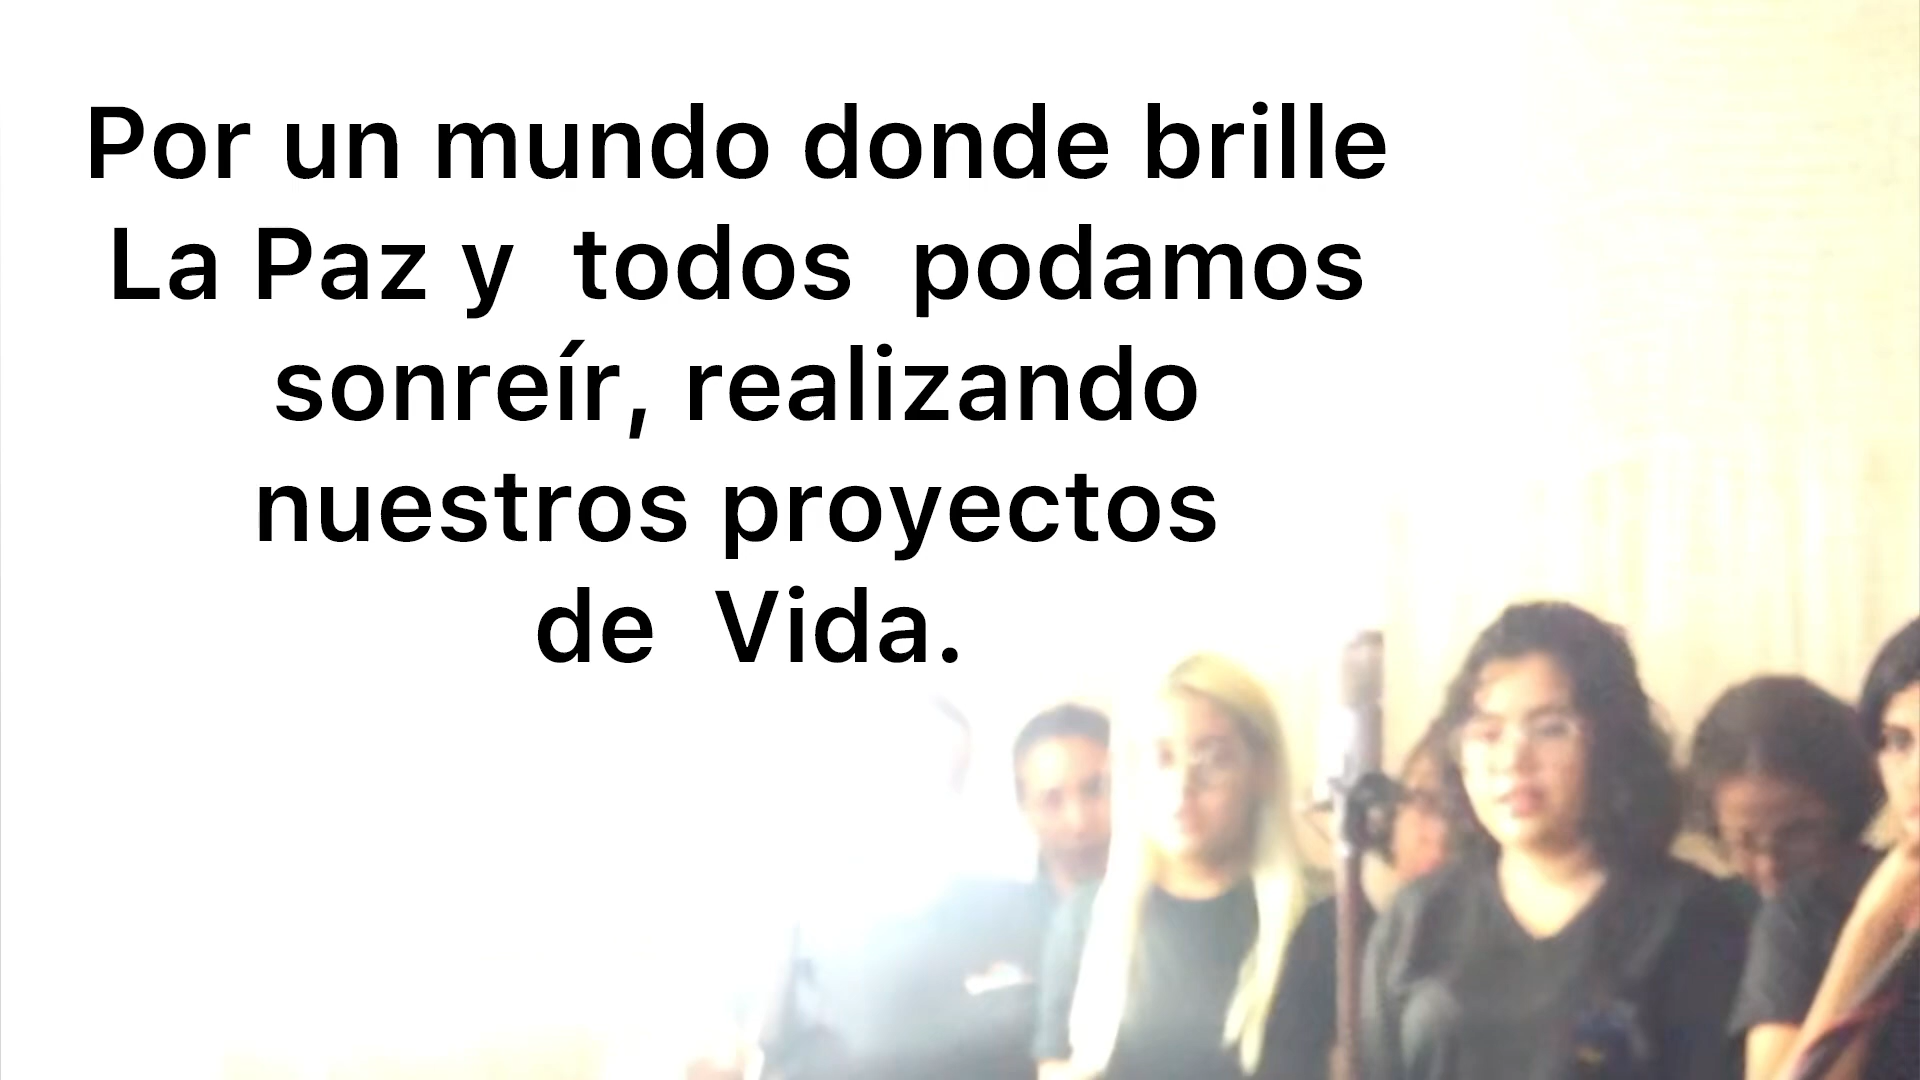 Por un mundo donde brille
La Paz y todos podamos
sonreír, realizando
nuestros proyectos
de Vida.